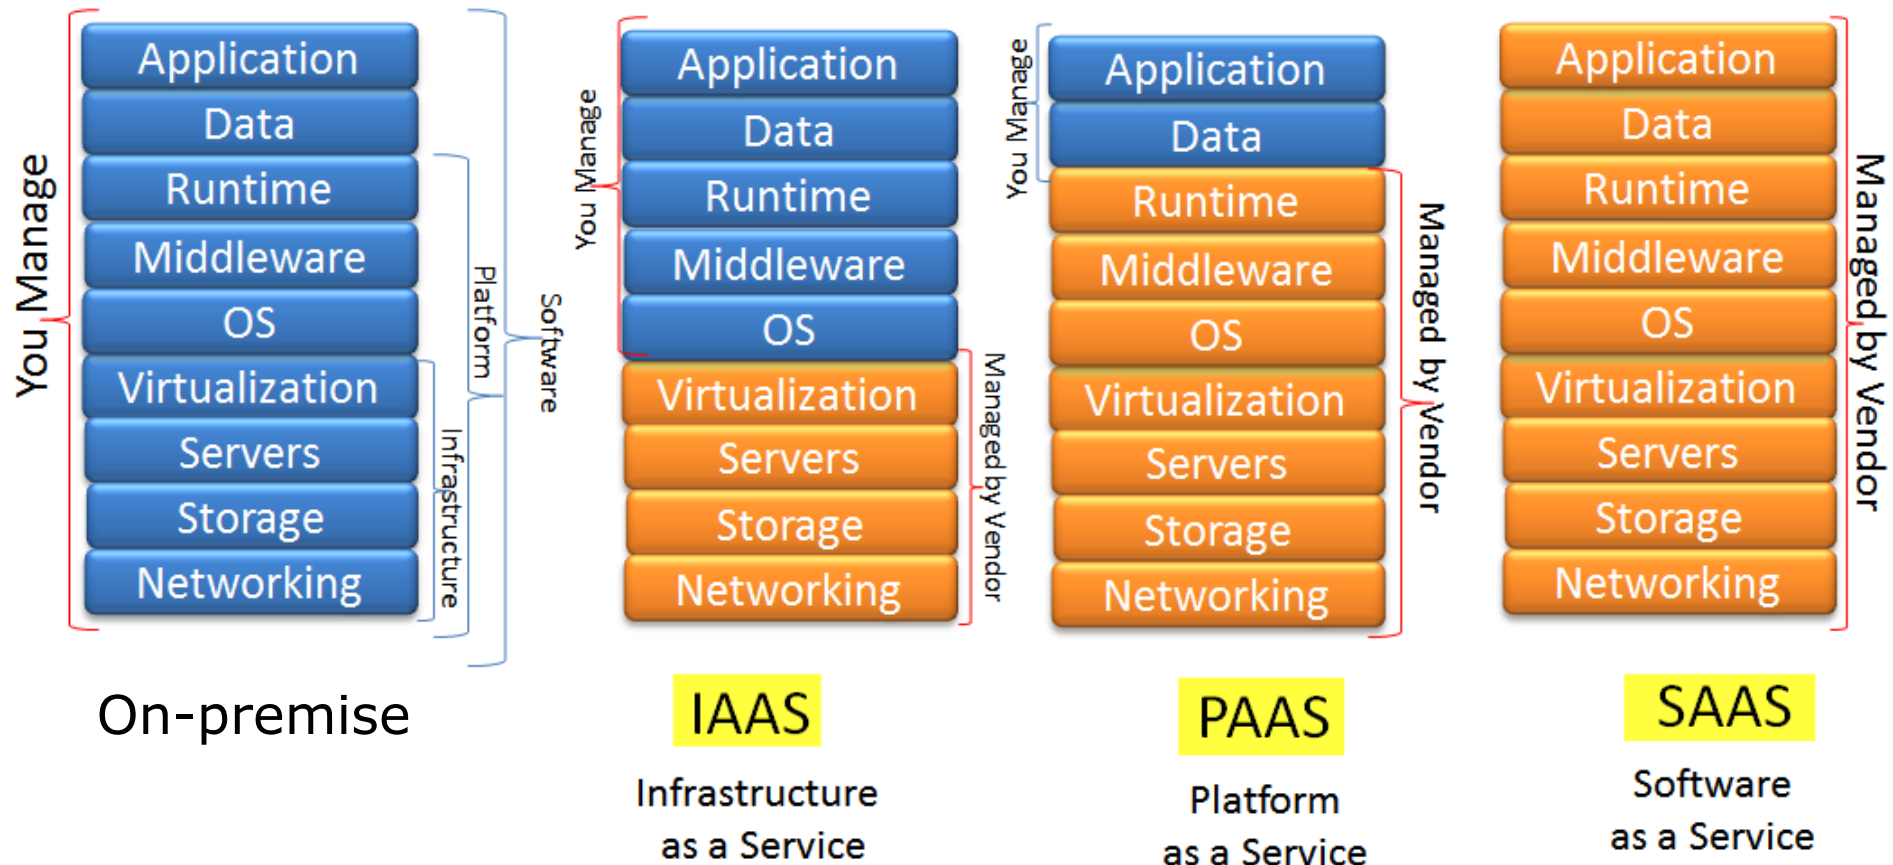 You Manage
Application
Data
Runtime
Middleware
OS
Virtualization
Servers
Storage
Networking
Infrastructure
Platform
Software
On-premise
You Manage
Application
Data
Runtime
Middleware
OS
Virtualization
Servers
Storage
Networking
Managed by Vendor
IAAS
Infrastructure
as a Service
You Manage
Application
Data
Runtime
Middleware
OS
Virtualization
Servers
Storage
Networking
Managed by Vendor
PAAS
Platform
as a Service
Application
Data
Runtime
Middleware
OS
Virtualization
Servers
Storage
Networking
Managed by Vendor
SAAS
Software
as a Service